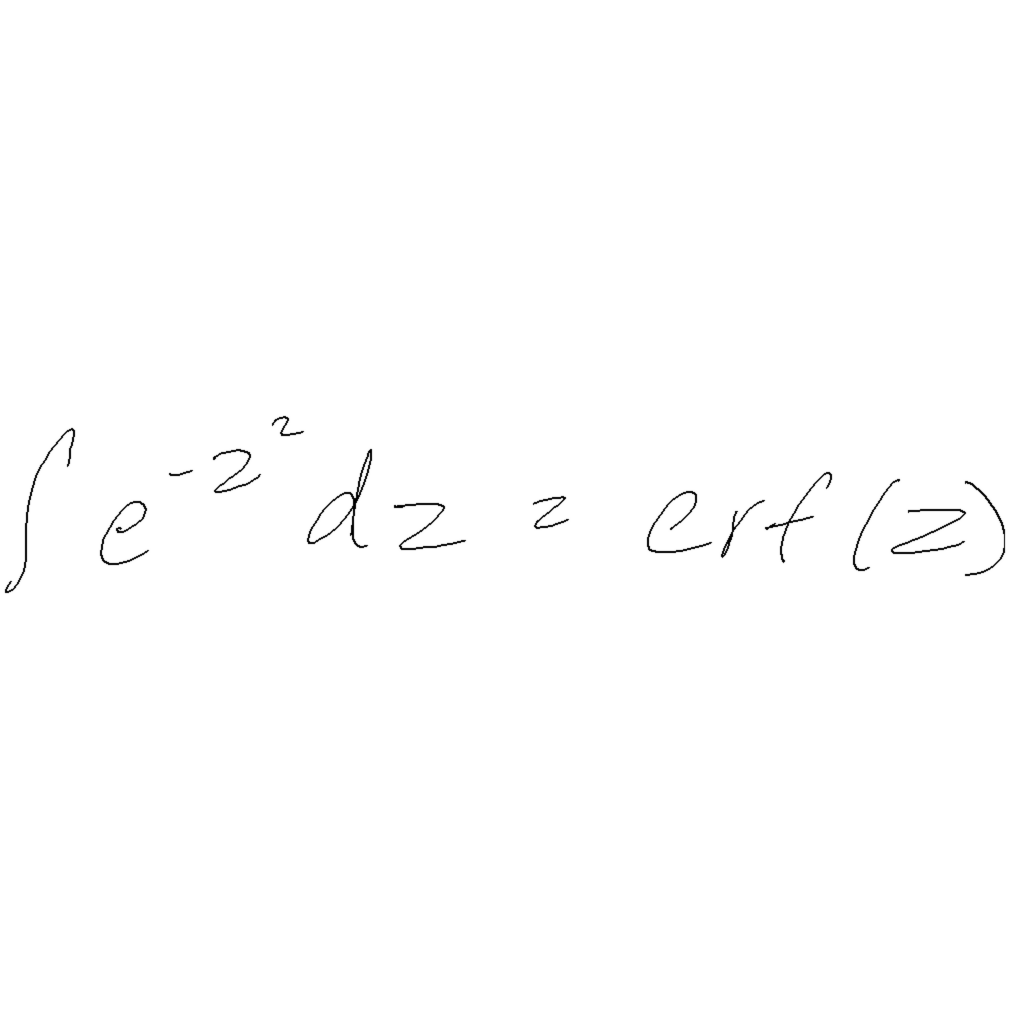 ∫ e^{-z^2} dz = erf(z)